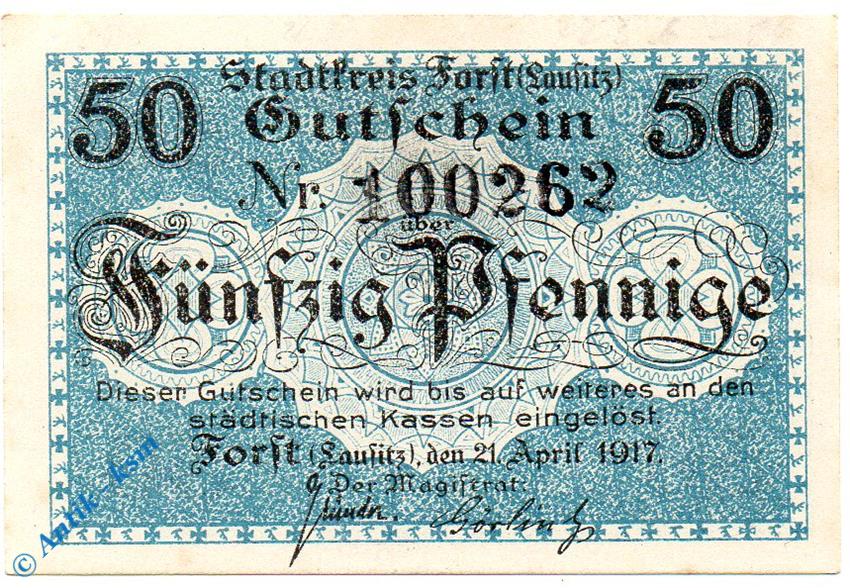 50 Stadtkreis Forst (Lausitz) 50
Gutschein
Nr. 100262
über
Fünfzig Pfennige
Dieser Gutschein wird bis auf weiteres an den
städtischen Kassen eingelöst.
Forst (Lausitz), den 21. April 1917.
Der Magistrat:
© Antik-ksin